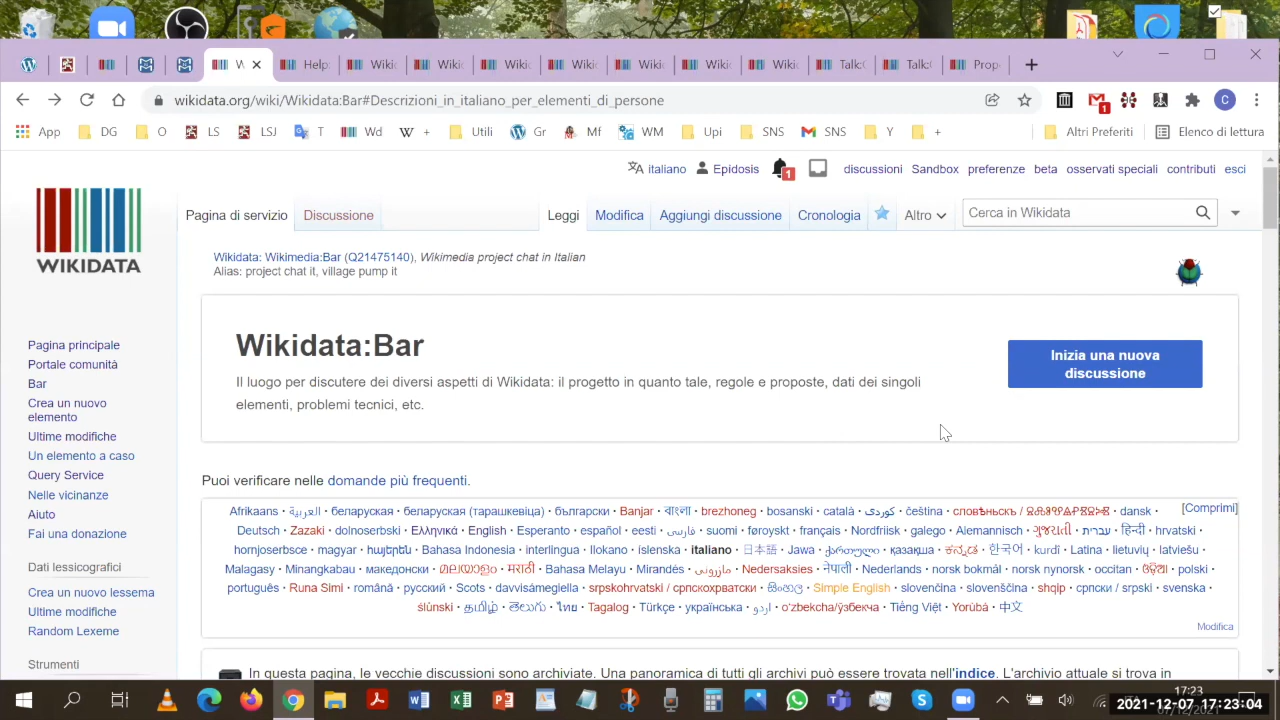 W
Help:
Wikid
Wikid
Wikid
Wikid
Wikid
Wikid
Wikid
Talk:(
Talk:(
Prope
wikidata.org/wiki/Wikidata:Bar#Descrizioni_in_italiano_per_elementi_di_persone
1
C
App DG O LS LSJ T Wd + Utili Gr Mf WM Upi SNS SNS Y + Altri Preferiti Elenco di lettura
italiano Epidosis 1 discussioni Sandbox preferenze beta osservati speciali contributi esci
Pagina di servizio Discussione Leggi Modifica Aggiungi discussione Cronologia Altro Cerca in Wikidata
WIKIDATA
Wikidata: Wikimedia:Bar (Q21475140), Wikimedia project chat in Italian
Alias: project chat it, village pump it
Wikidata:Bar
Il luogo per discutere dei diversi aspetti di Wikidata: il progetto in quanto tale, regole e proposte, dati dei singoli
elementi, problemi tecnici, etc.
Inizia una nuova
discussione
Pagina principale
Portale comunità
Bar
Crea un nuovo
elemento
Ultime modifiche
Un elemento a caso
Query Service
Nelle vicinanze
Aiuto
Fai una donazione
Dati lessicografici
Crea un nuovo lessema
Ultime modifiche
Random Lexeme
Strumenti
Puoi verificare nelle domande più frequenti.
[Comprimi]
Afrikaans · العربية · беларуская · беларуская (тарашкевіца) · български · Banjar · বাংলা · brezhoneg · bosanski · català · کوردی · čeština · словѣньскъ / ⰔⰎⰑⰂⰡⰐⰠⰔⰍⰟ · dansk ·
Deutsch · Zazaki · dolnoserbski · Ελληνικά · English · Esperanto · español · eesti · فارسی · suomi · føroyskt · français · Nordfriisk · galego · Alemannisch · ગુજરાતી · עברית · हिन्दी · hrvatski ·
hornjoserbsce · magyar · հայերեն · Bahasa Indonesia · interlingua · Ilokano · íslenska · italiano · 日本語 · Jawa · ქართული · қазақша · ಕನ್ನಡ · 한국어 · kurdî · Latina · lietuvių · latviešu ·
Malagasy · Minangkabau · македонски · മലയാളം · मराठी · Bahasa Melayu · Mirandés · مازِرونی · Nedersaksies · नेपाली · Nederlands · norsk bokmål · norsk nynorsk · occitan · ଓଡ଼ିଆ · polski ·
português · Runa Simi · română · русский · Scots · davvisámegiella · srpskohrvatski / српскохрватски · සිංහල · Simple English · slovenčina · slovenščina · shqip · српски / srpski · svenska ·
ślůnski · தமிழ் · తెలుగు · ไทย · Tagalog · Türkçe · українська · اردو · oʻzbekcha/ўзбекча · Tiếng Việt · Yorùbá · 中文
Modifica
In questa pagina, le vecchie discussioni sono archiviate. Una panoramica di tutti gli archivi può essere trovata nell'indice. L'archivio attuale si trova in
17:23
2021-12-07 17:23:04